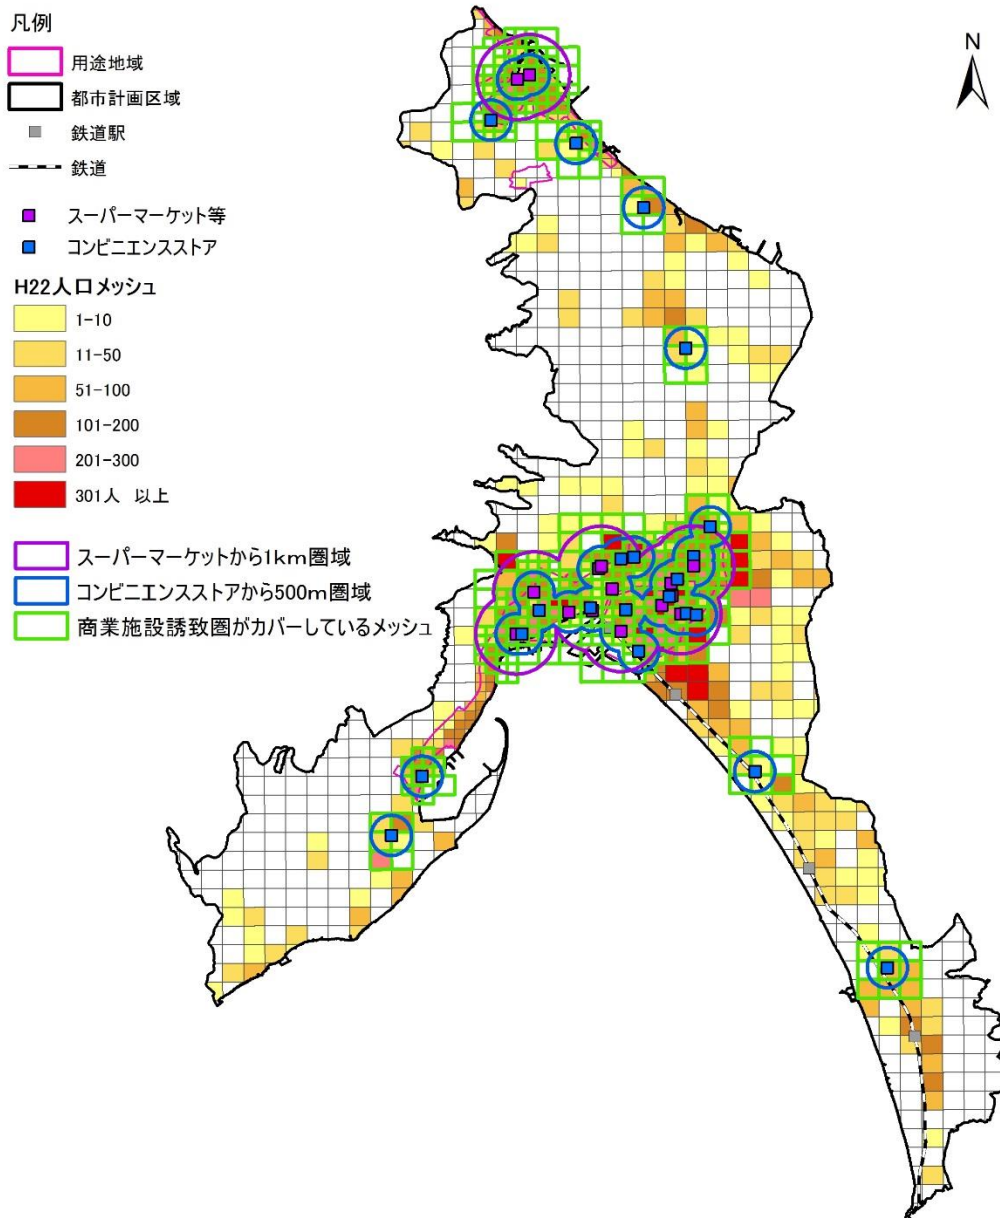 凡例
用途地域
都市計画区域
鉄道駅
鉄道
スーパーマーケット等
コンビニエンスストア
H22人口メッシュ
1-10
11-50
51-100
101-200
201-300
301人 以上
スーパーマーケットから1km圏域
コンビニエンスストアから500m圏域
商業施設誘致圏がカバーしているメッシュ
N